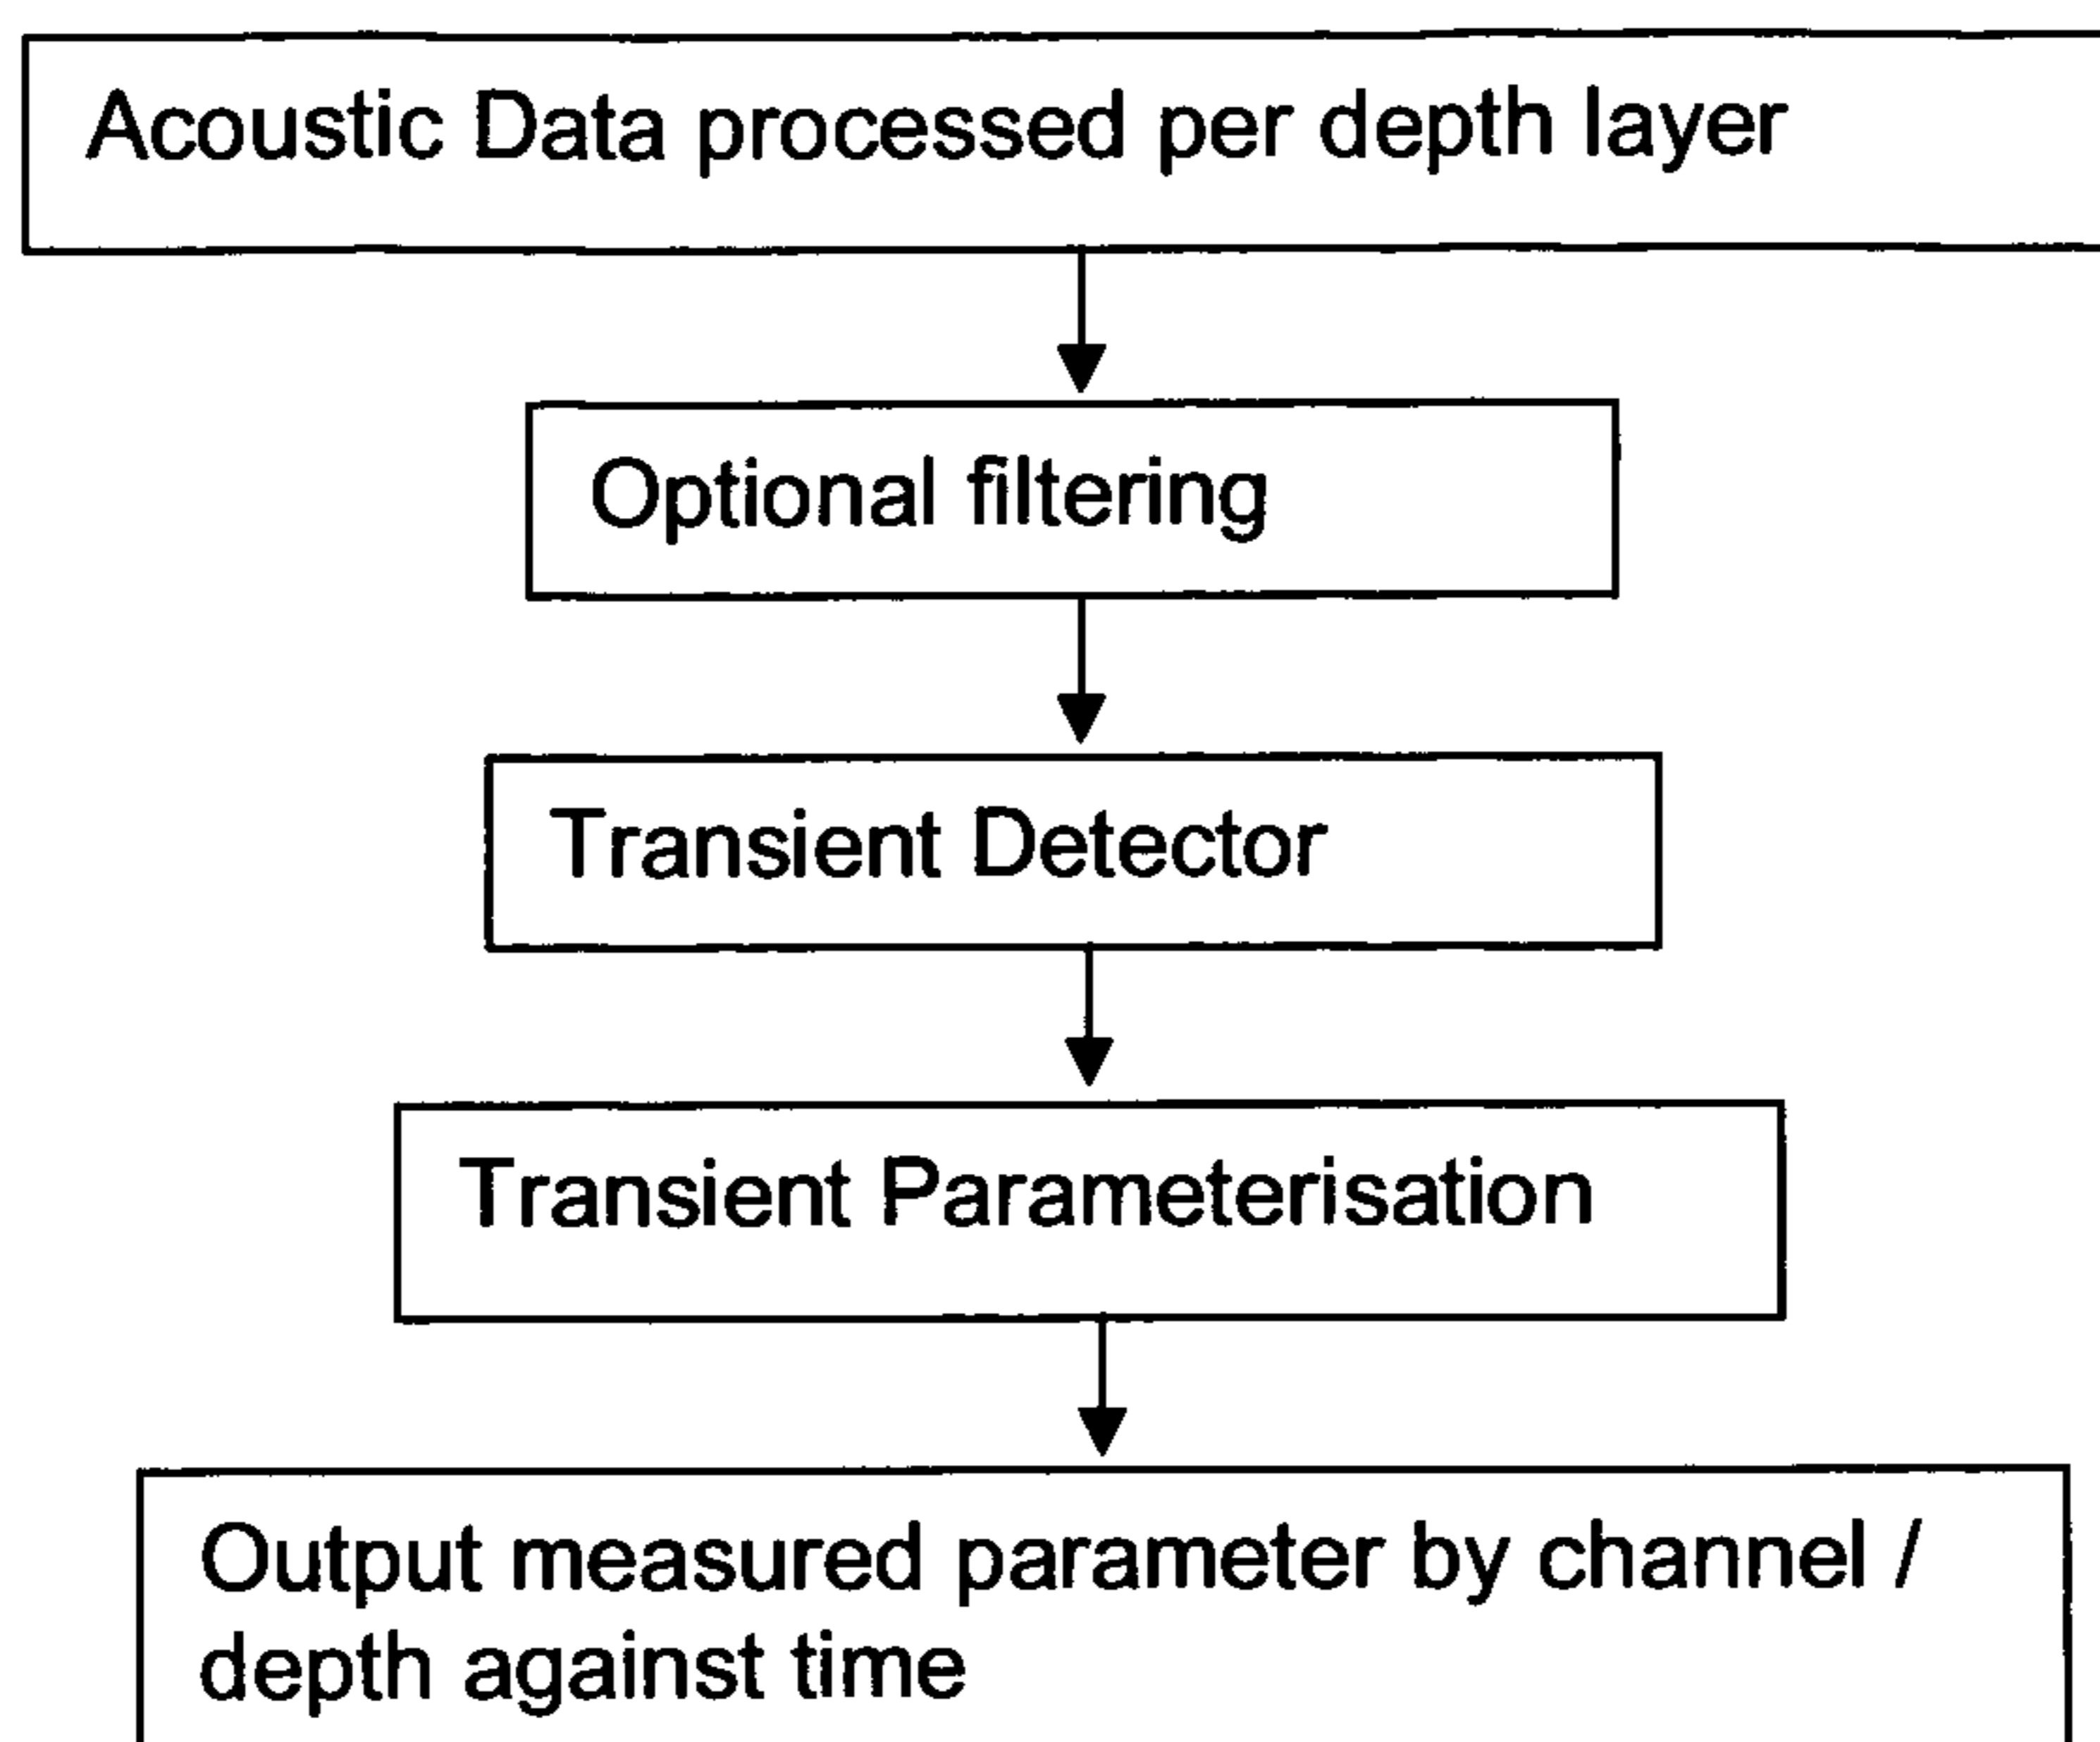 Acoustic Data processed per depth layer
Optional filtering
Transient Detector
Transient Parameterisation
Output measured parameter by channel /
depth against time